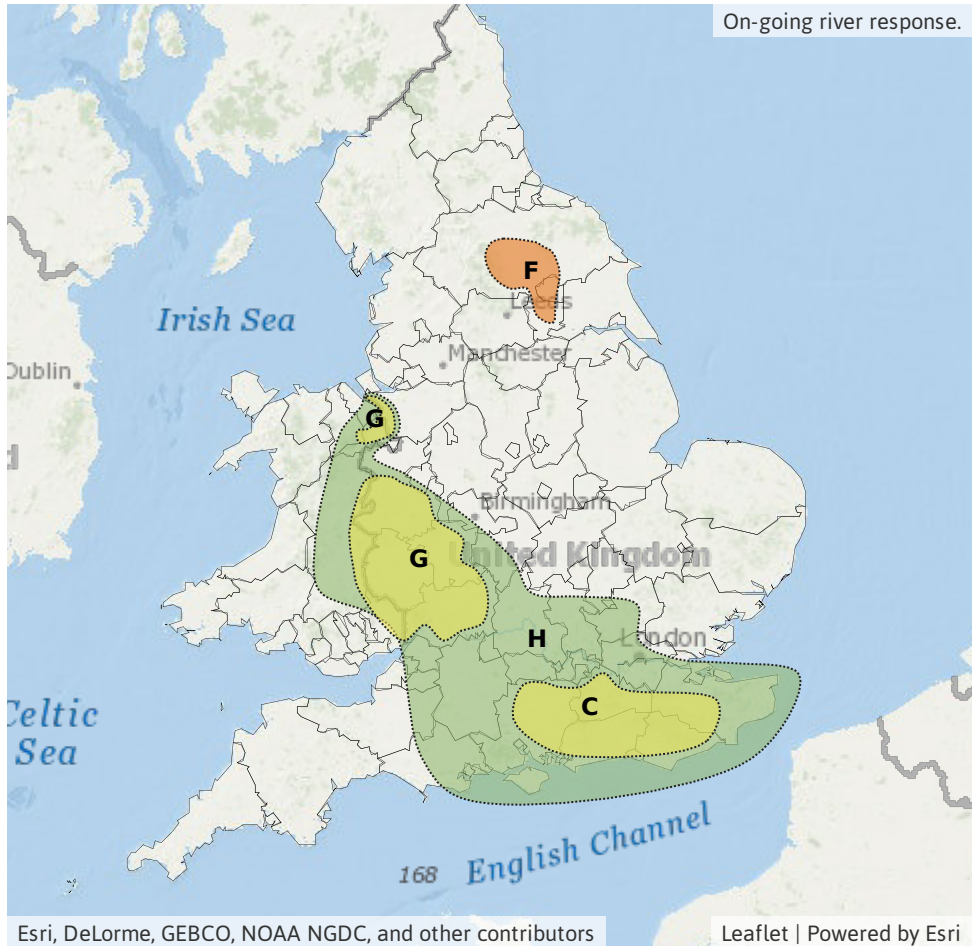 On-going river response.
F
Leeds
Irish Sea
Manchester
Dublin
G
Birmingham
G
United Kingdom
H
London
C
Celtic
Sea
English Channel
168
Esri, DeLorme, GEBCO, NOAA NGDC, and other contributors
Leaflet | Powered by Esri